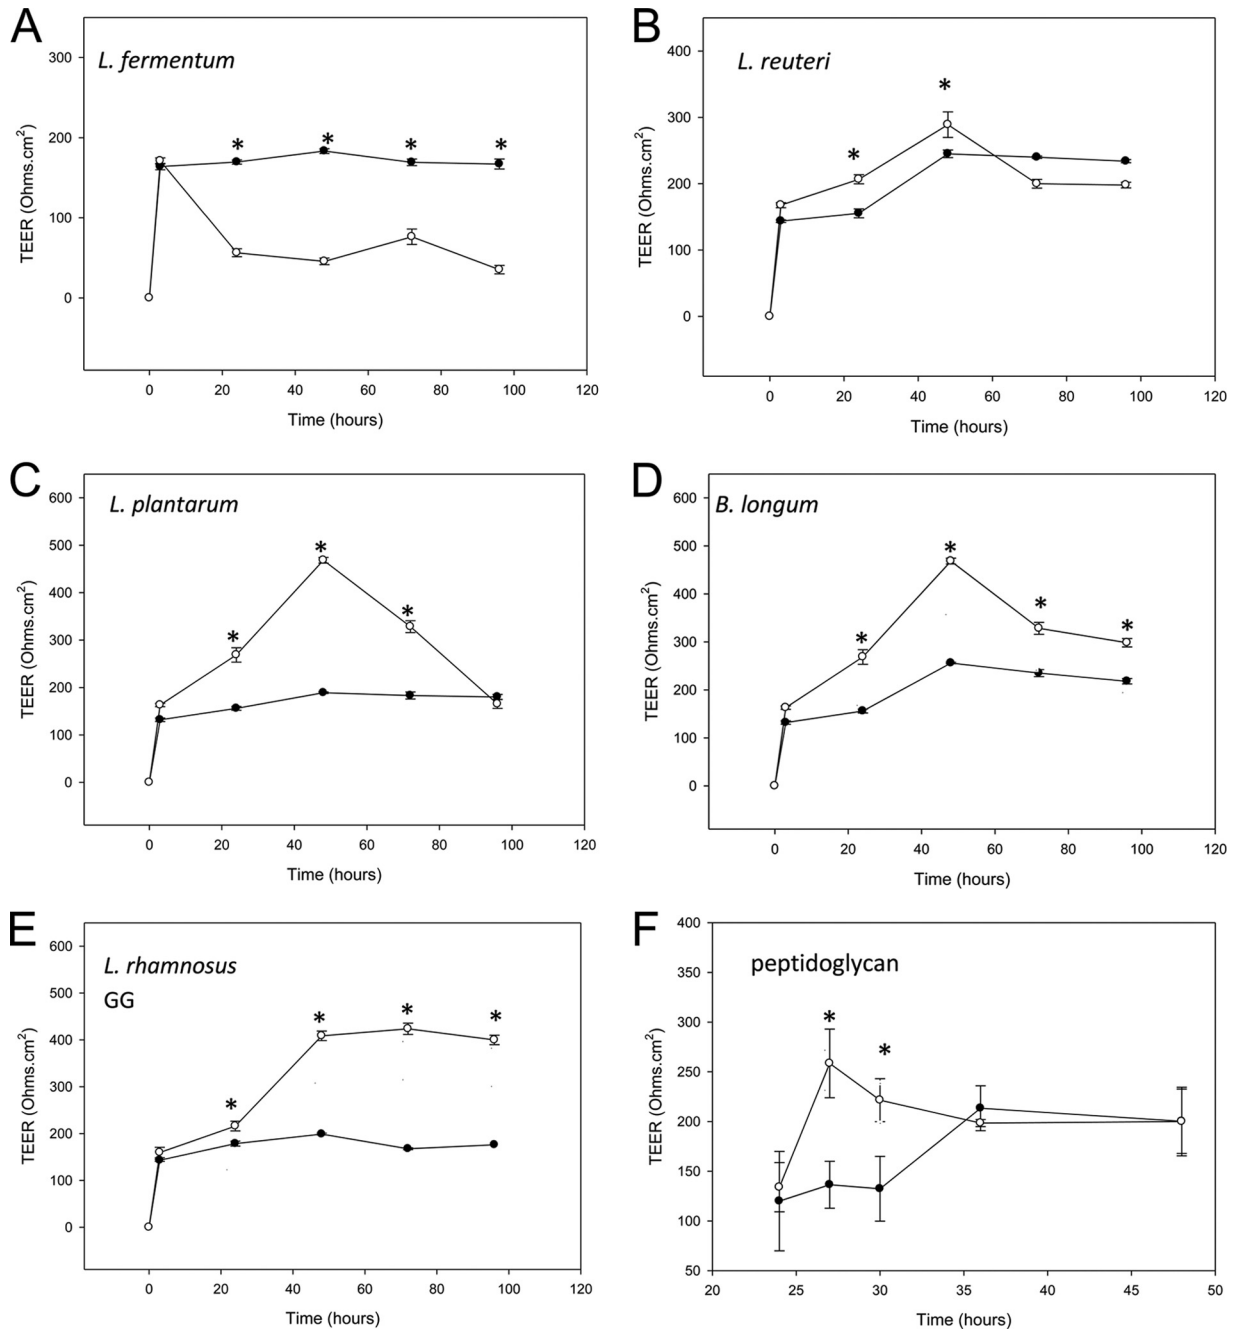 A
L. fermentum
300
200
100
0
TEER (Ohms.cm²)
* * * *
0 20 40 60 80 100 120
Time (hours)
B
L. reuteri
400
300
200
100
0
TEER (Ohms.cm²)
* *
0 20 40 60 80 100 120
Time (hours)
C
L. plantarum
600
500
400
300
200
100
0
TEER (Ohms.cm²)
* * *
0 20 40 60 80 100 120
Time (hours)
D
B. longum
600
500
400
300
200
100
0
TEER (Ohms.cm²)
* * * *
0 20 40 60 80 100 120
Time (hours)
E
L. rhamnosus
GG
600
500
400
300
200
100
0
TEER (Ohms.cm²)
* * * *
0 20 40 60 80 100 120
Time (hours)
F
peptidoglycan
400
350
300
250
200
150
100
50
TEER (Ohms.cm²)
* *
20 25 30 35 40 45 50
Time (hours)